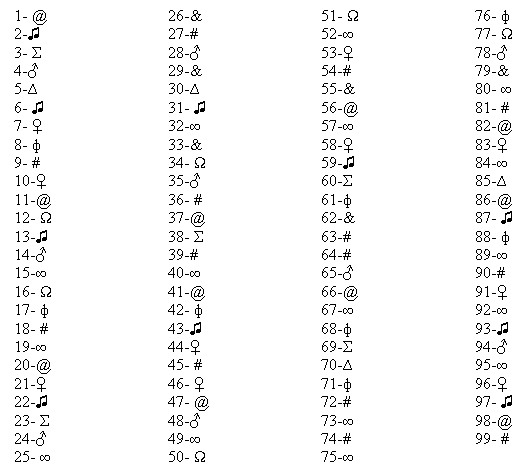 1- @ 26-& 51- Ω 76- ϕ
2-♫ 27-# 52-∞ 77- Ω
3- Σ 28-♂ 53-♀ 78-♂
4-♂ 29-& 54-# 79-&
5-Δ 30-Δ 55-& 80- ∞
6- ♫ 31- ♫ 56-@ 81- #
7- ♀ 32-∞ 57-∞ 82-@
8- ϕ 33-& 58-♀ 83-♀
9- # 34- Ω 59-♫ 84-∞
10-♀ 35-♂ 60-Σ 85-Δ
11-@ 36- # 61-ϕ 86-@
12- Ω 37-@ 62-& 87- ♫
13-♫ 38- Σ 63-# 88- ϕ
14-♂ 39-# 64-# 89-∞
15-∞ 40-∞ 65-♂ 90-#
16- Ω 41-@ 66-@ 91-♀
17- ϕ 42-ϕ 67-∞ 92-∞
18- # 43-♫ 68-ϕ 93-♫
19-∞ 44-♀ 69-Σ 94-♂
20-@ 45- # 70-Δ 95-∞
21-♀ 46- ♀ 71-ϕ 96-♀
22-♫ 47- @ 72-# 97- ♫
23- Σ 48-♂ 73-∞ 98-@
24-♂ 49-∞ 74-# 99-#
25- ∞ 50- Ω 75-∞